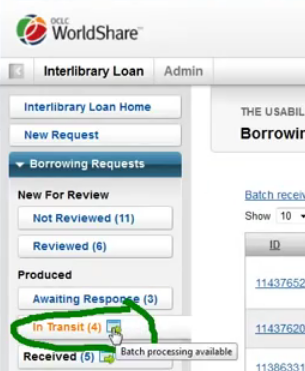 OCLC
WorldShare™
Interlibrary Loan Admin
Interlibrary Loan Home
New Request
Borrowing Requests
New For Review
Not Reviewed (11)
Reviewed (6)
Produced
Awaiting Response (3)
In Transit (4)
Batch processing available
Received (5)
THE USABIL
Borrowin
Batch receiv
Show 10
ID
11437652
11437620
11386331